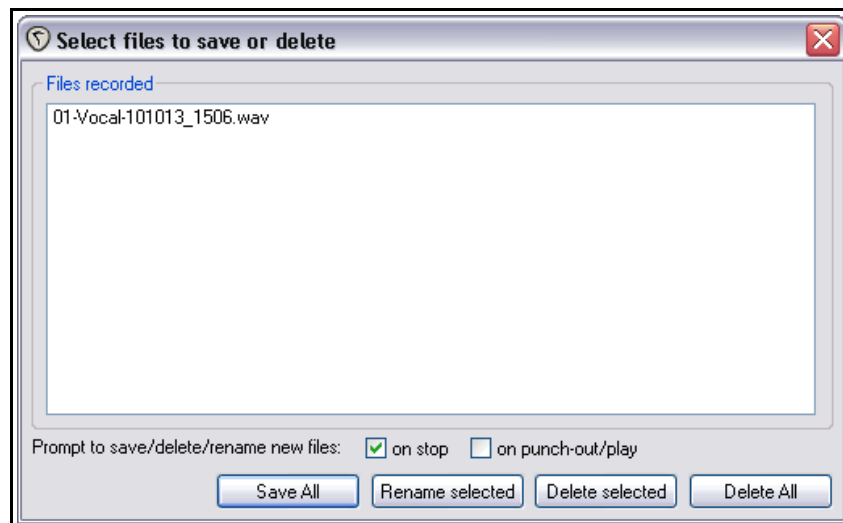 Select files to save or delete
Files recorded
01-Vocal-101013_1506.wav
Prompt to save/delete/rename new files: on stop on punch-out/play
Save All Rename selected Delete selected Delete All